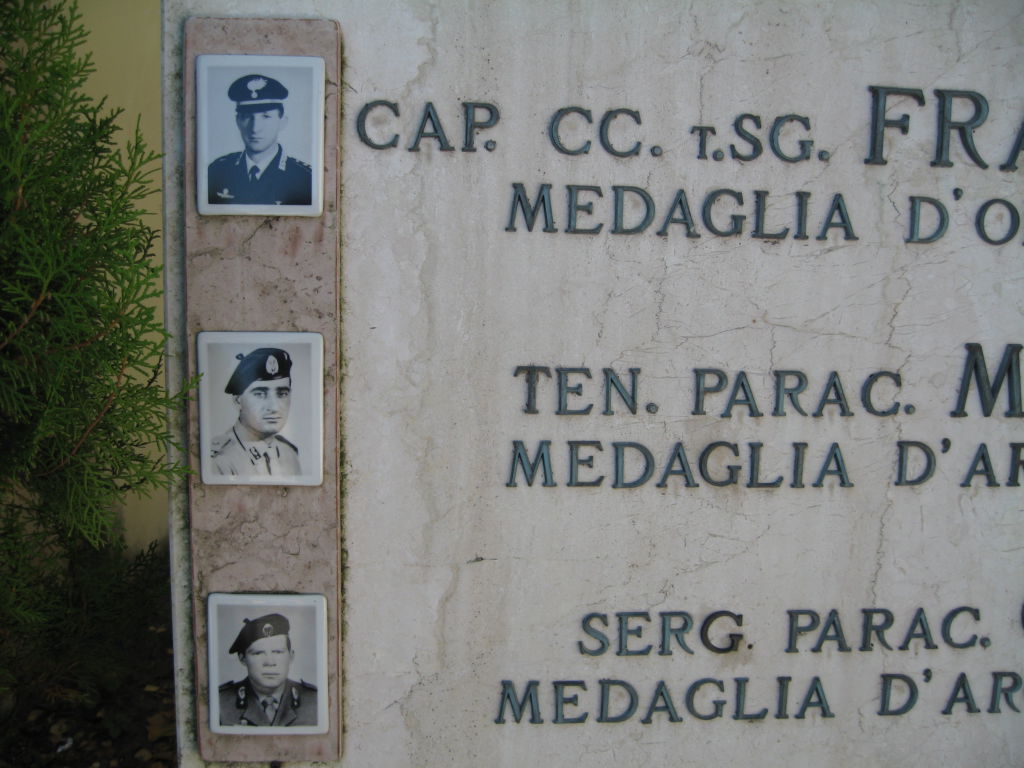 CAP. CC. T.SG. FRA
MEDAGLIA D'O
TEN. PARAC. M
MEDAGLIA D'AR
SERG. PARAC.
MEDAGLIA D'AR